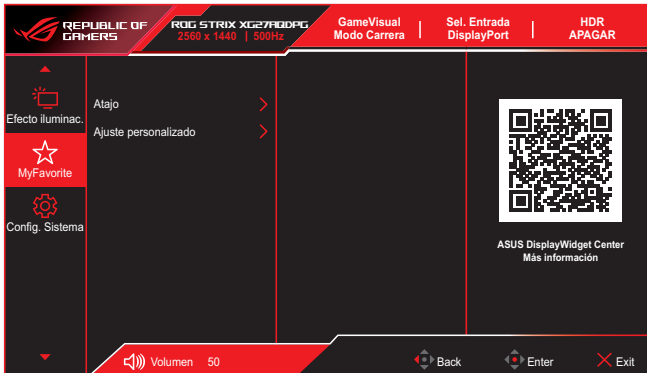 REPUBLIC OF
GAMERS
ROG STRIX XG27AQDPG
2560 x 1440 | 500Hz
GameVisual
Modo Carrera
Sel. Entrada
DisplayPort
HDR
APAGAR
Efecto iluminac.
MyFavorite
Config. Sistema
Atajo
Ajuste personalizado
ASUS DisplayWidget Center
Más información
Volumen 50
Back
Enter
Exit